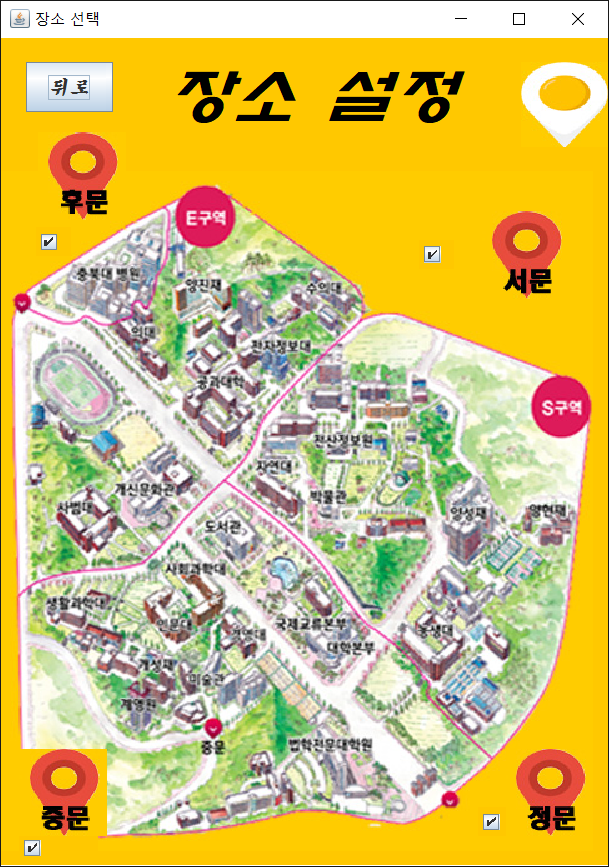 장소 선택
뒤로
장소 설정
후문
E구역
서문
충북대 병원
양진재
수의대
의대
전자정보대
공과대학
S구역
전산정보원
자연대
개신문화관
박물관
사범대
양성재
양현재
도서관
사회과학대
생활과학대
인문대
경영대
국제교류본부
농생대
대학본부
개성재
미술관
계영원
중문
법학전문대학원
중문
정문